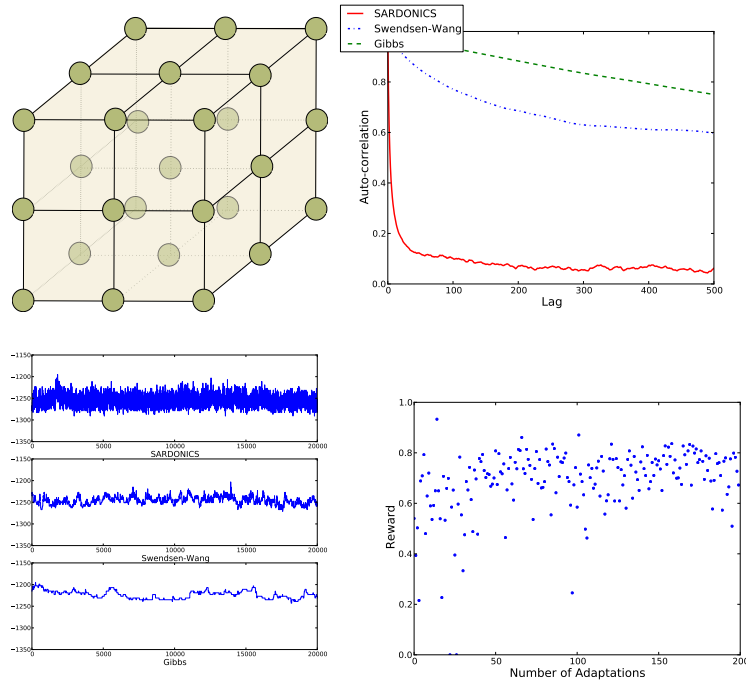 SARDONICS
Swendsen-Wang
Gibbs
0.8
0.6
0.4
0.2
0.0
Auto-correlation
0 100 200 300 400 500
Lag
−1150
−1200
−1250
−1300
−1350
0 5000 10000 15000 20000
SARDONICS
−1150
−1200
−1250
−1300
−1350
0 5000 10000 15000 20000
Swendsen-Wang
−1150
−1200
−1250
−1300
−1350
0 5000 10000 15000 20000
Gibbs
1.0
0.8
0.6
0.4
0.2
0.0
Reward
0 50 100 150 200
Number of Adaptations